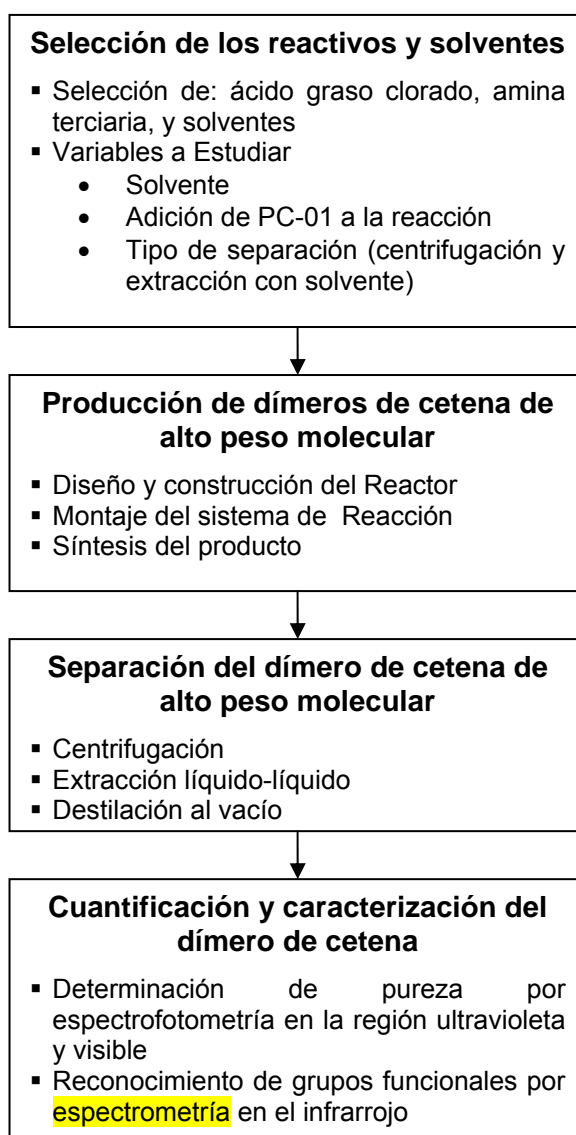 Selección de los reactivos y solventes
▪ Selección de: ácido graso clorado, amina
terciaria, y solventes
▪ Variables a Estudiar
• Solvente
• Adición de PC-01 a la reacción
• Tipo de separación (centrifugación y
extracción con solvente)
Producción de dímeros de cetena de
alto peso molecular
▪ Diseño y construcción del Reactor
▪ Montaje del sistema de Reacción
▪ Síntesis del producto
Separación del dímero de cetena de
alto peso molecular
▪ Centrifugación
▪ Extracción líquido-líquido
▪ Destilación al vacío
Cuantificación y caracterización del
dímero de cetena
▪ Determinación de pureza por
espectrofotometría en la región ultravioleta
y visible
▪ Reconocimiento de grupos funcionales por
espectrometría en el infrarrojo